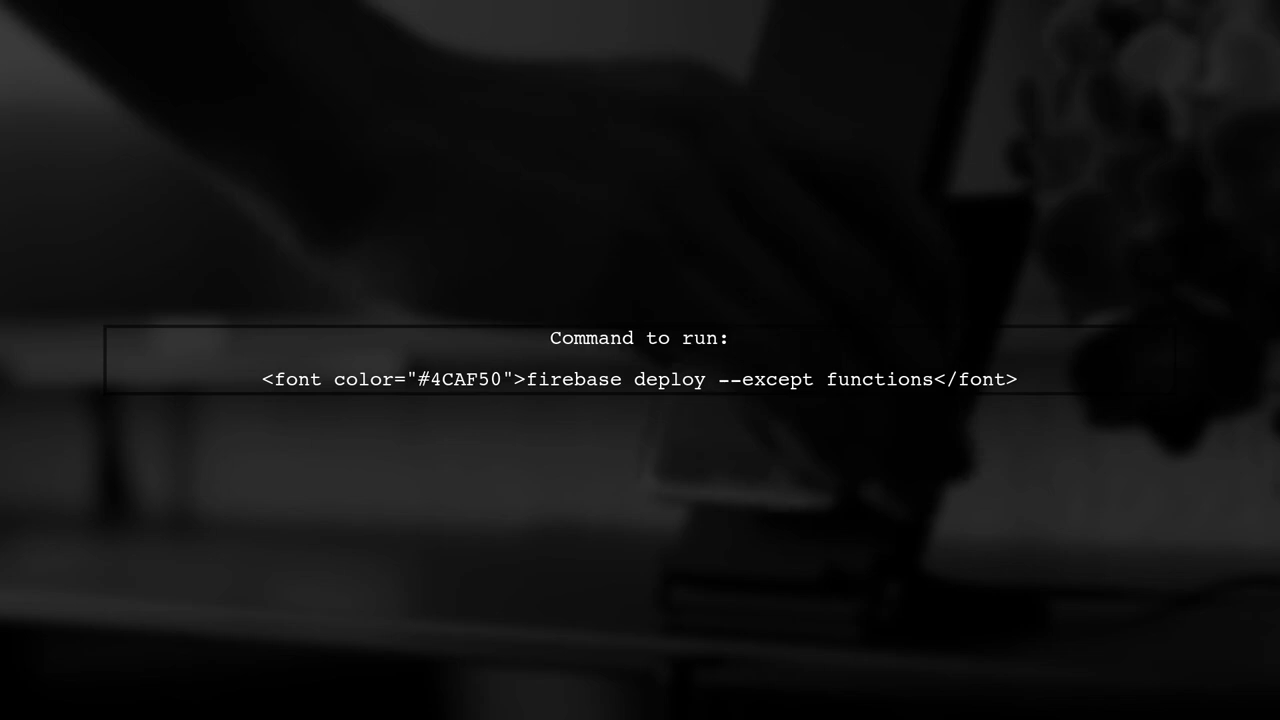 Command to run:
<font color="#4CAF50">firebase deploy --except functions</font>